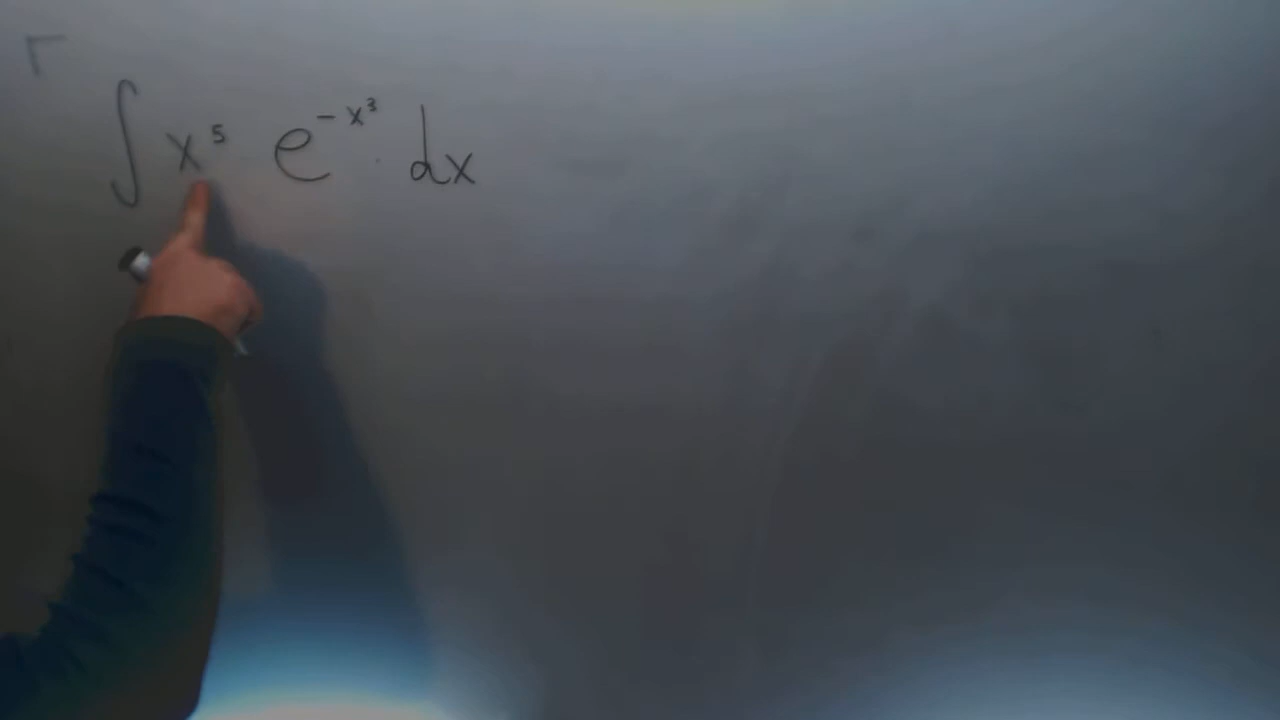 ∫ x⁵ e^{-x³} dx